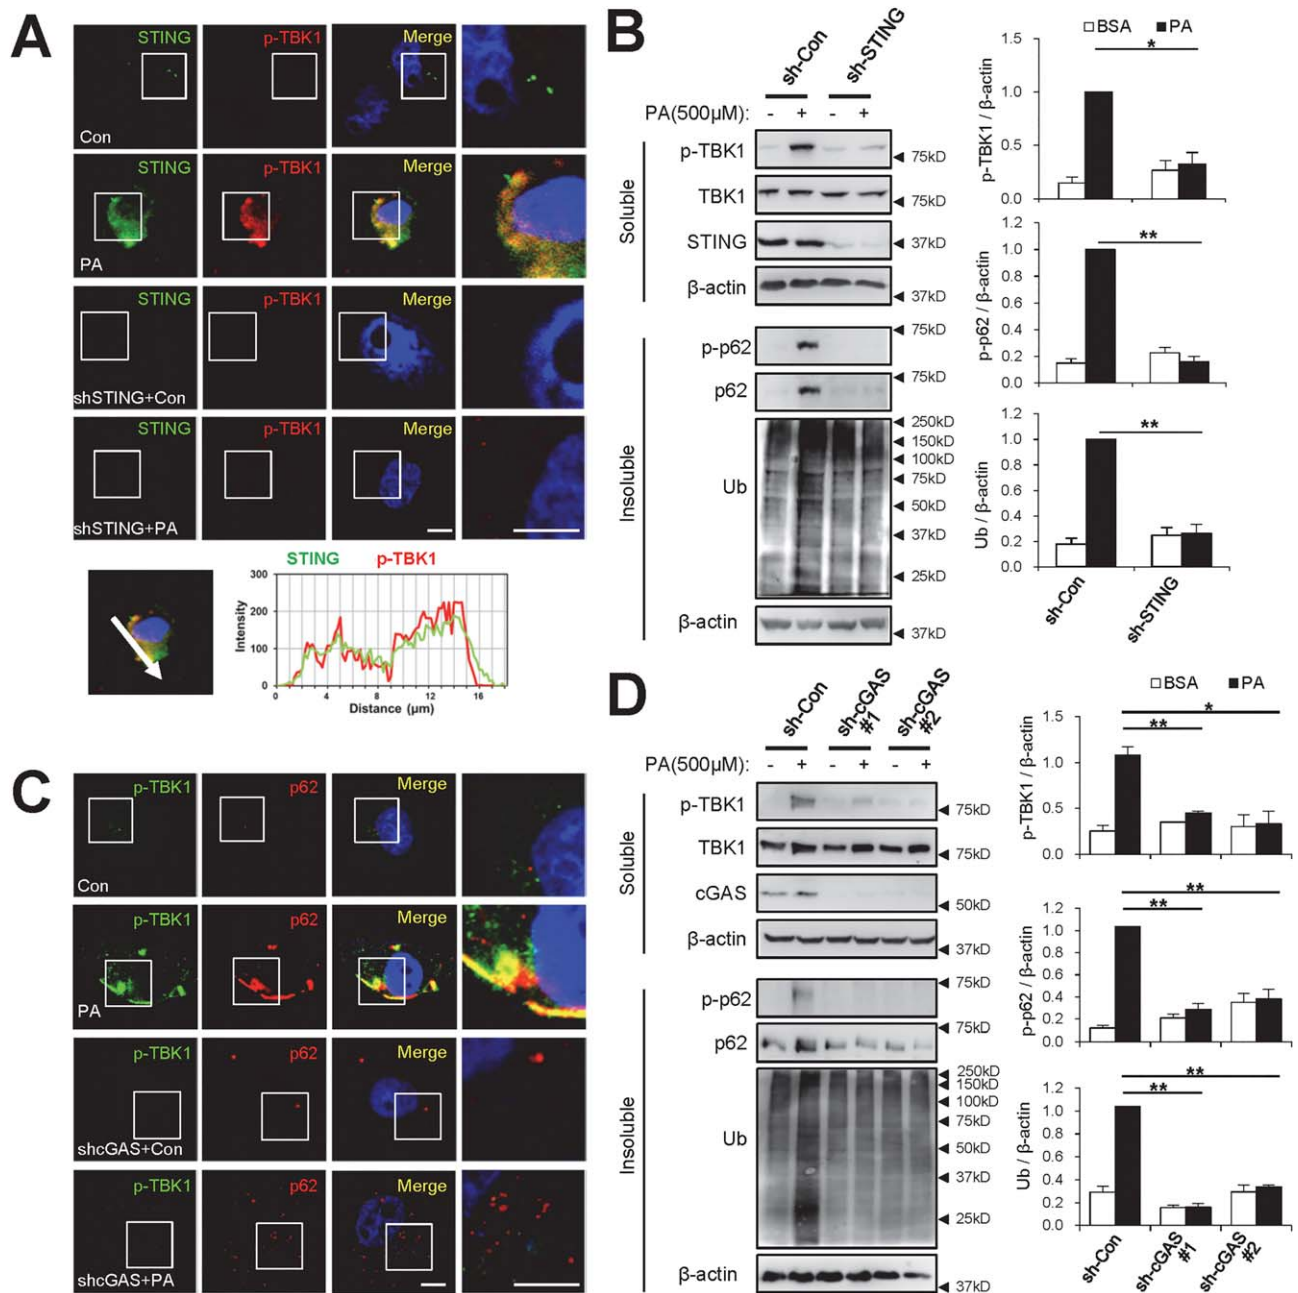 A
STING
p-TBK1
Merge
Con
STING
p-TBK1
Merge
PA
STING
p-TBK1
Merge
shSTING+Con
STING
p-TBK1
Merge
shSTING+PA
STING
p-TBK1
300
200
100
0
Intensity
0
4
8
12
16
Distance (μm)
B
sh-Con
sh-STING
PA(500μM):
- + - +
Soluble
p-TBK1
75kD
TBK1
75kD
STING
37kD
β-actin
37kD
Insoluble
p-p62
75kD
p62
75kD
Ub
250kD
150kD
100kD
75kD
50kD
37kD
25kD
β-actin
37kD
BSA
PA
*
p-TBK1 / β-actin
1.5
1.0
0.5
0.0
**
p-p62 / β-actin
1.2
1.0
0.8
0.6
0.4
0.2
0.0
**
Ub / β-actin
1.2
1.0
0.8
0.6
0.4
0.2
0.0
sh-Con
sh-STING
C
p-TBK1
p62
Merge
Con
p-TBK1
p62
Merge
PA
p-TBK1
p62
Merge
shcGAS+Con
p-TBK1
p62
Merge
shcGAS+PA
D
sh-Con
sh-cGAS
#1
sh-cGAS
#2
PA(500μM):
- + - + - +
Soluble
p-TBK1
75kD
TBK1
75kD
cGAS
50kD
β-actin
37kD
Insoluble
p-p62
75kD
p62
75kD
Ub
250kD
150kD
100kD
75kD
50kD
37kD
25kD
β-actin
37kD
BSA
PA
*
**
p-TBK1 / β-actin
1.5
1.0
0.5
0.0
**
**
p-p62 / β-actin
1.2
1.0
0.8
0.6
0.4
0.2
0.0
**
**
Ub / β-actin
1.2
1.0
0.8
0.6
0.4
0.2
0.0
sh-Con
sh-cGAS
#1
sh-cGAS
#2